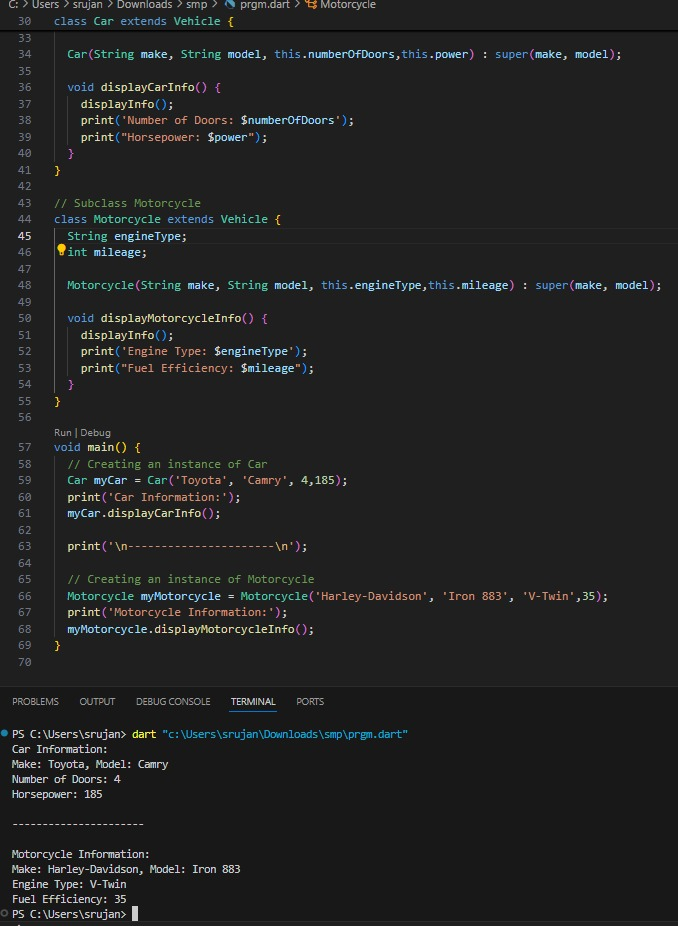 C: > Users > srujan > Downloads > smp > prgm.dart > Motorcycle
30 class Car extends Vehicle {
33
34 Car(String make, String model, this.numberOfDoors,this.power) : super(make, model);
35
36 void displayCarInfo() {
37 displayInfo();
38 print('Number of Doors: $numberOfDoors');
39 print("Horsepower: $power");
40 }
41 }
42
43 // Subclass Motorcycle
44 class Motorcycle extends Vehicle {
45 String engineType;
46 int mileage;
47
48 Motorcycle(String make, String model, this.engineType,this.mileage) : super(make, model);
49
50 void displayMotorcycleInfo() {
51 displayInfo();
52 print('Engine Type: $engineType');
53 print("Fuel Efficiency: $mileage");
54 }
55 }
56
Run | Debug
57 void main() {
58 // Creating an instance of Car
59 Car myCar = Car('Toyota', 'Camry', 4,185);
60 print('Car Information:');
61 myCar.displayCarInfo();
62
63 print('\n----------------------\n');
64
65 // Creating an instance of Motorcycle
66 Motorcycle myMotorcycle = Motorcycle('Harley-Davidson', 'Iron 883', 'V-Twin',35);
67 print('Motorcycle Information:');
68 myMotorcycle.displayMotorcycleInfo();
69 }
70
PROBLEMS OUTPUT DEBUG CONSOLE TERMINAL PORTS
PS C:\Users\srujan> dart "c:\Users\srujan\Downloads\smp\prgm.dart"
Car Information:
Make: Toyota, Model: Camry
Number of Doors: 4
Horsepower: 185
----------------------
Motorcycle Information:
Make: Harley-Davidson, Model: Iron 883
Engine Type: V-Twin
Fuel Efficiency: 35
PS C:\Users\srujan>